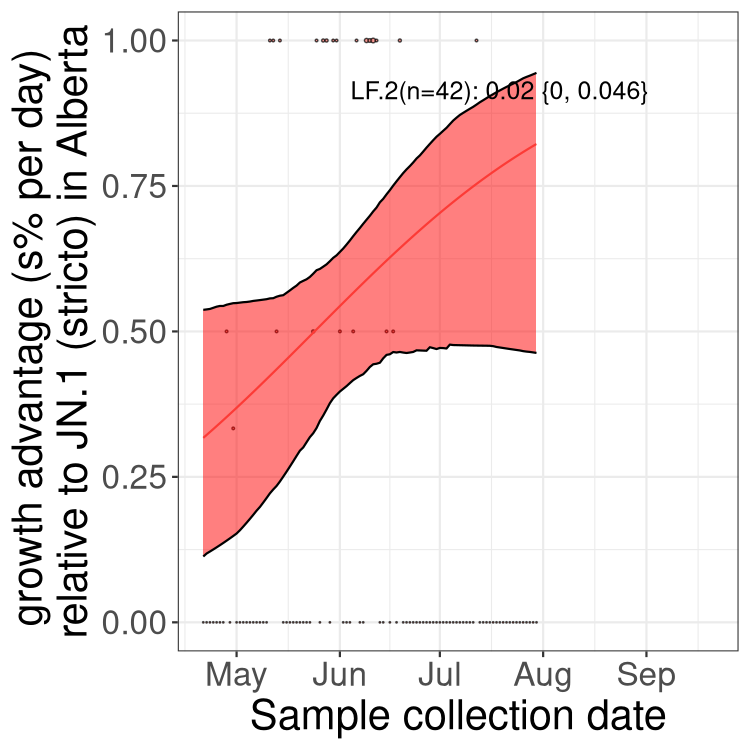 growth advantage (s% per day)
relative to JN.1 (stricto) in Alberta
1.00
0.75
0.50
0.25
0.00
LF.2(n=42): 0.02 {0, 0.046}
May Jun Jul Aug Sep
Sample collection date